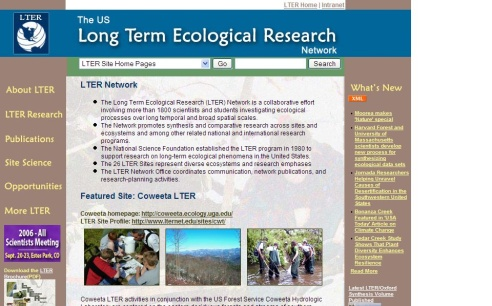 LTER Home | Intranet
LTER
The US
Long Term Ecological Research
Network
LTER Site Home Pages
Go
Search
About LTER
LTER Research
Publications
Site Science
Opportunities
More LTER
2006 - All
Scientists Meeting
Sept. 20-23, Estes Park, CO
Download the LTER
Brochure(PDF)
LTER Network
The Long Term Ecological Research (LTER) Network is a collaborative effort
involving more than 1800 scientists and students investigating ecological
processes over long temporal and broad spatial scales.
The Network promotes synthesis and comparative research across sites and
ecosystems and among other related national and international research
programs.
The National Science Foundation established the LTER program in 1980 to
support research on long-term ecological phenomena in the United States.
The 26 LTER Sites represent diverse ecosystems and research emphases
The LTER Network Office coordinates communication, network publications, and
research-planning activities.
Featured Site: Coweeta LTER
Coweeta homepage: http://coweeta.ecology.uga.edu/
LTER Site Profile: http://www.lternet.edu/sites/cwt/
Coweeta LTER activities in conjunction with the US Forest Service Coweeta Hydrologic
What's New
XML
Moorea makes
'Nature' special
Harvard Forest and
University of
Massachusetts
scientists develop
new process for
synthesizing
ecological data sets
Jornada Researchers
Helping Unravel
Causes of
Desertification in the
Southwestern United
States
Bonanza Creek
Featured in 'USA
Today' Article on
Climate Change
Cedar Creek Study
Shows That Plant
Diversity Enhances
Ecosystem
Resilience
Read More
Latest LTER/Oxford
Synthesis Volume
Published